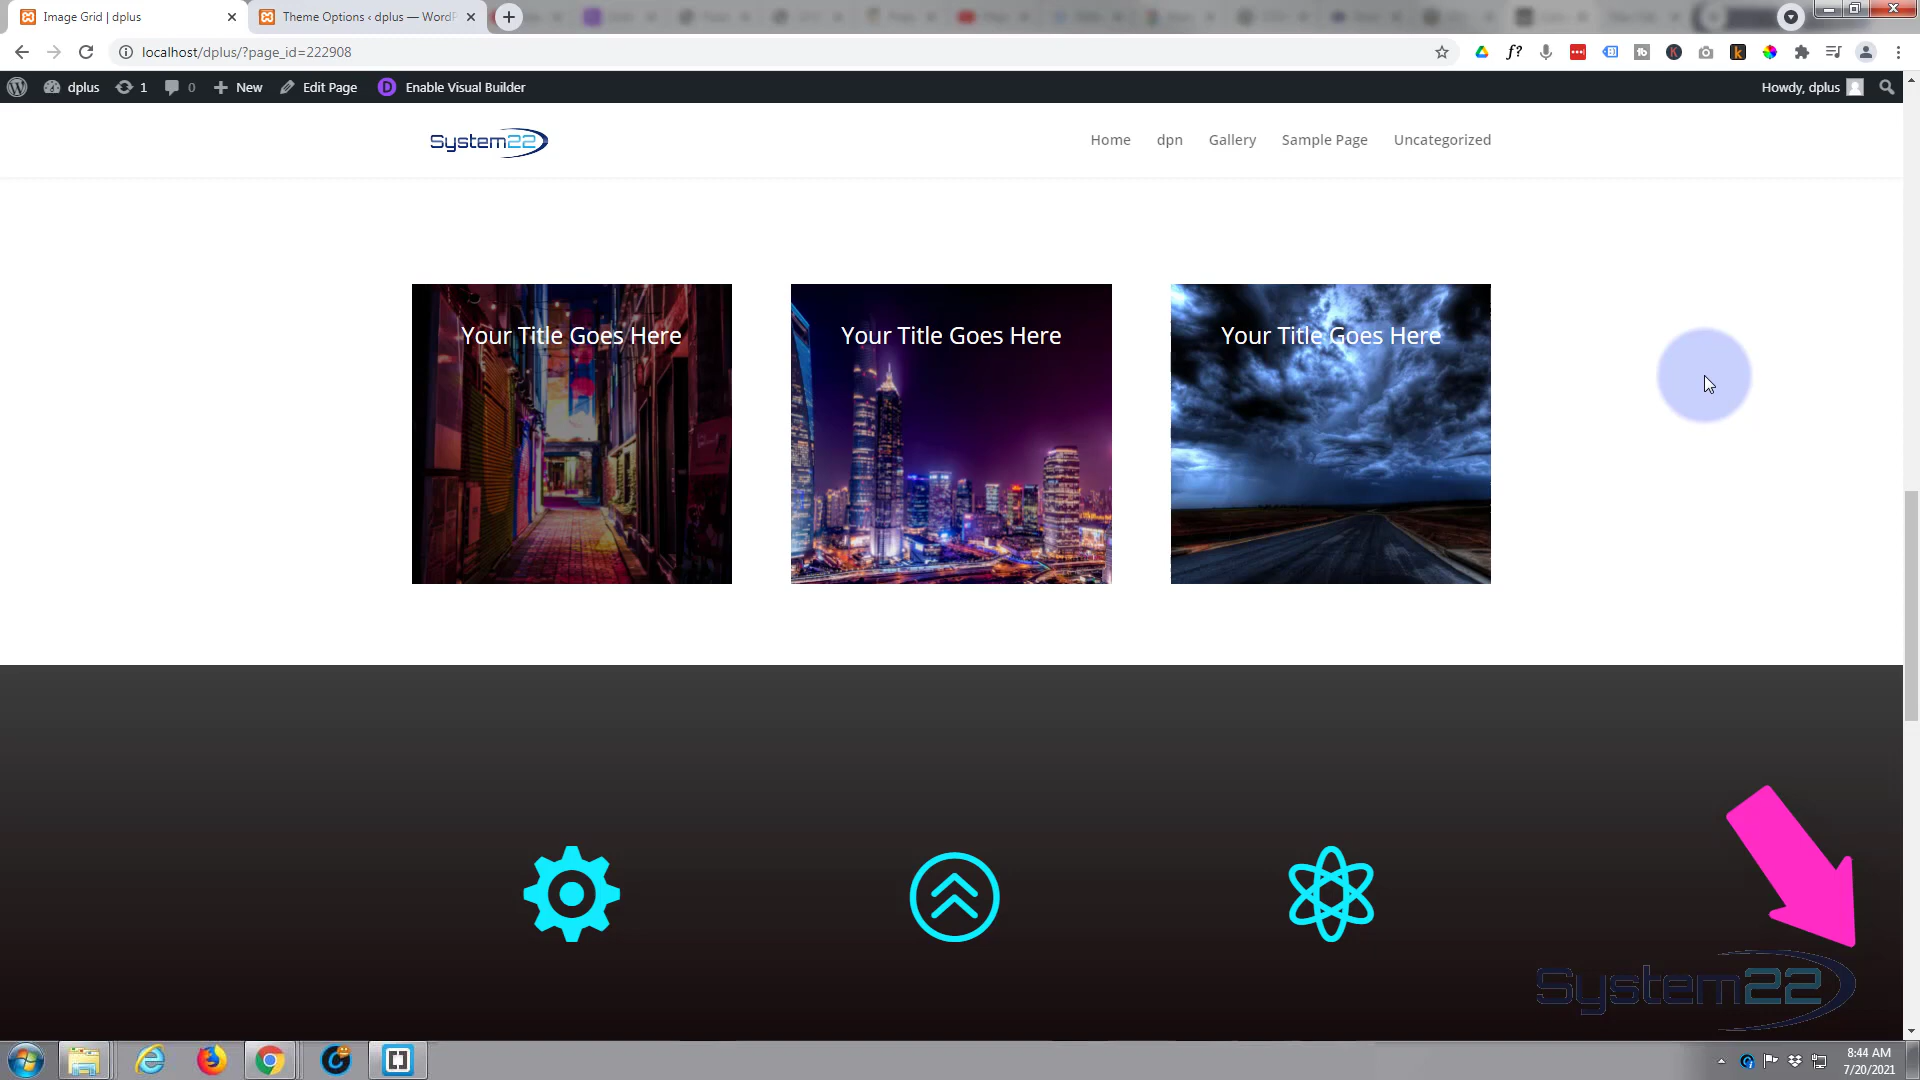 Image Grid | dplus
Theme Options ‹ dplus — WordP
localhost/dplus/?page_id=222908
dplus
1
0
New
Edit Page
Enable Visual Builder
Howdy, dplus
System22
Home
dpn
Gallery
Sample Page
Uncategorized
Your Title Goes Here
Your Title Goes Here
Your Title Goes Here
System22
8:44 AM
7/20/2021